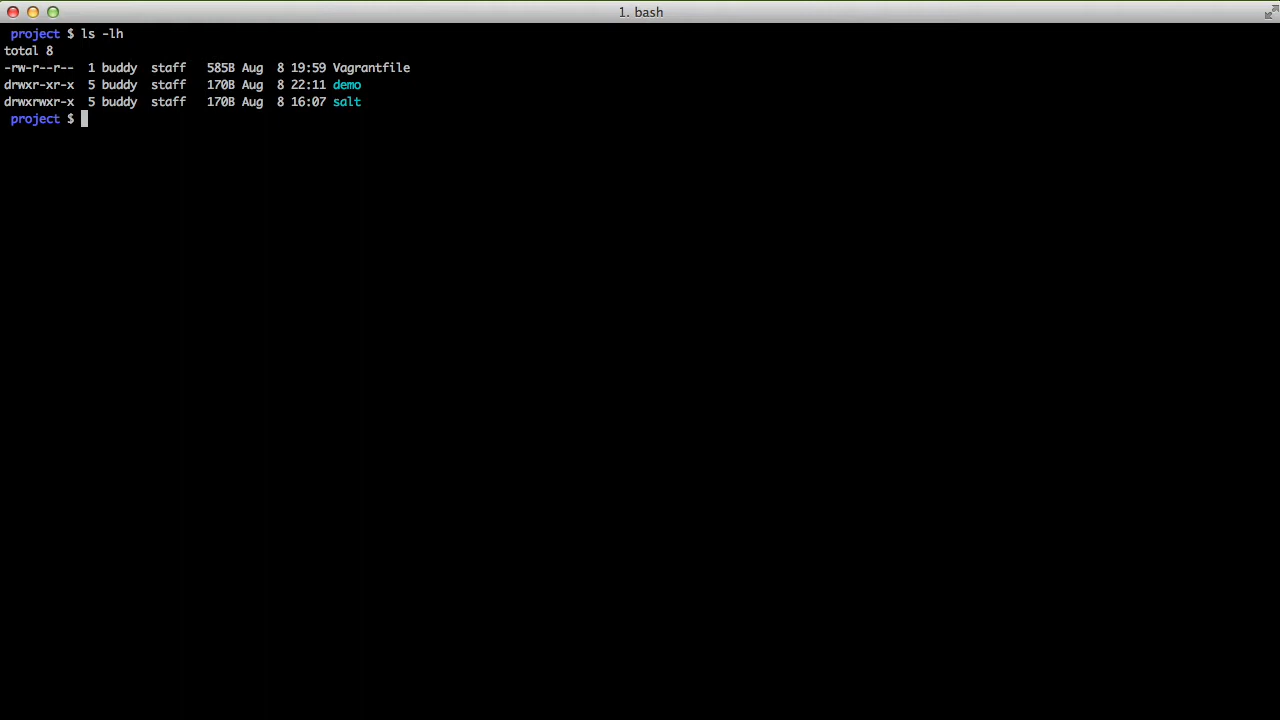 1. bash
project $ ls -lh
total 8
-rw-r--r--  1 buddy  staff   585B Aug  8 19:59 Vagrantfile
drwxr-xr-x  5 buddy  staff   170B Aug  8 22:11 demo
drwxrwxr-x  5 buddy  staff   170B Aug  8 16:07 salt
project $